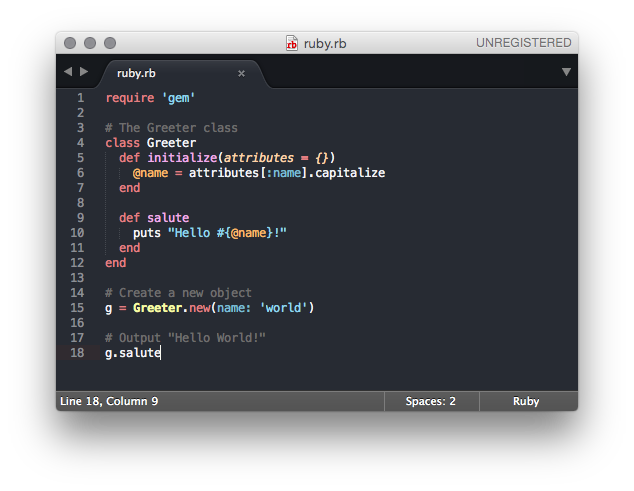 ruby.rb
UNREGISTERED
ruby.rb ×
1 require 'gem'
2
3 # The Greeter class
4 class Greeter
5   def initialize(attributes = {})
6     @name = attributes[:name].capitalize
7   end
8
9   def salute
10     puts "Hello #{@name}!"
11   end
12 end
13
14 # Create a new object
15 g = Greeter.new(name: 'world')
16
17 # Output "Hello World!"
18 g.salute
Line 18, Column 9
Spaces: 2
Ruby